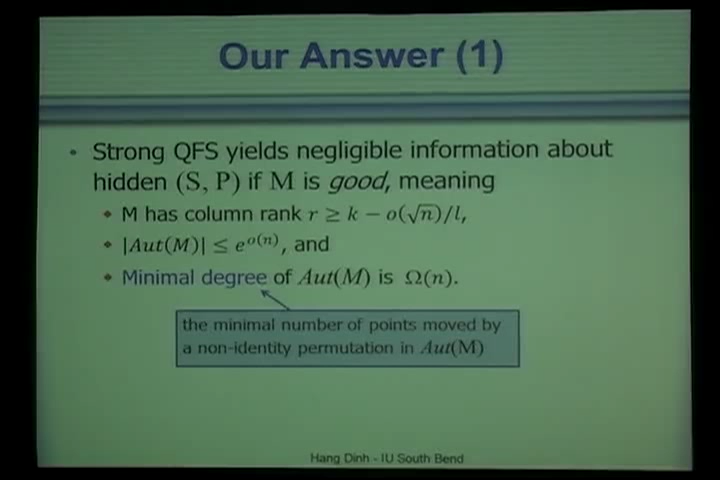 Our Answer (1)
• Strong QFS yields negligible information about
hidden (S, P) if M is good, meaning
◆ M has column rank r ≥ k − o(√n)/l,
◆ |Aut(M)| ≤ e^{o(n)}, and
◆ Minimal degree of Aut(M) is Ω(n).
the minimal number of points moved by
a non-identity permutation in Aut(M)
Hang Dinh - IU South Bend